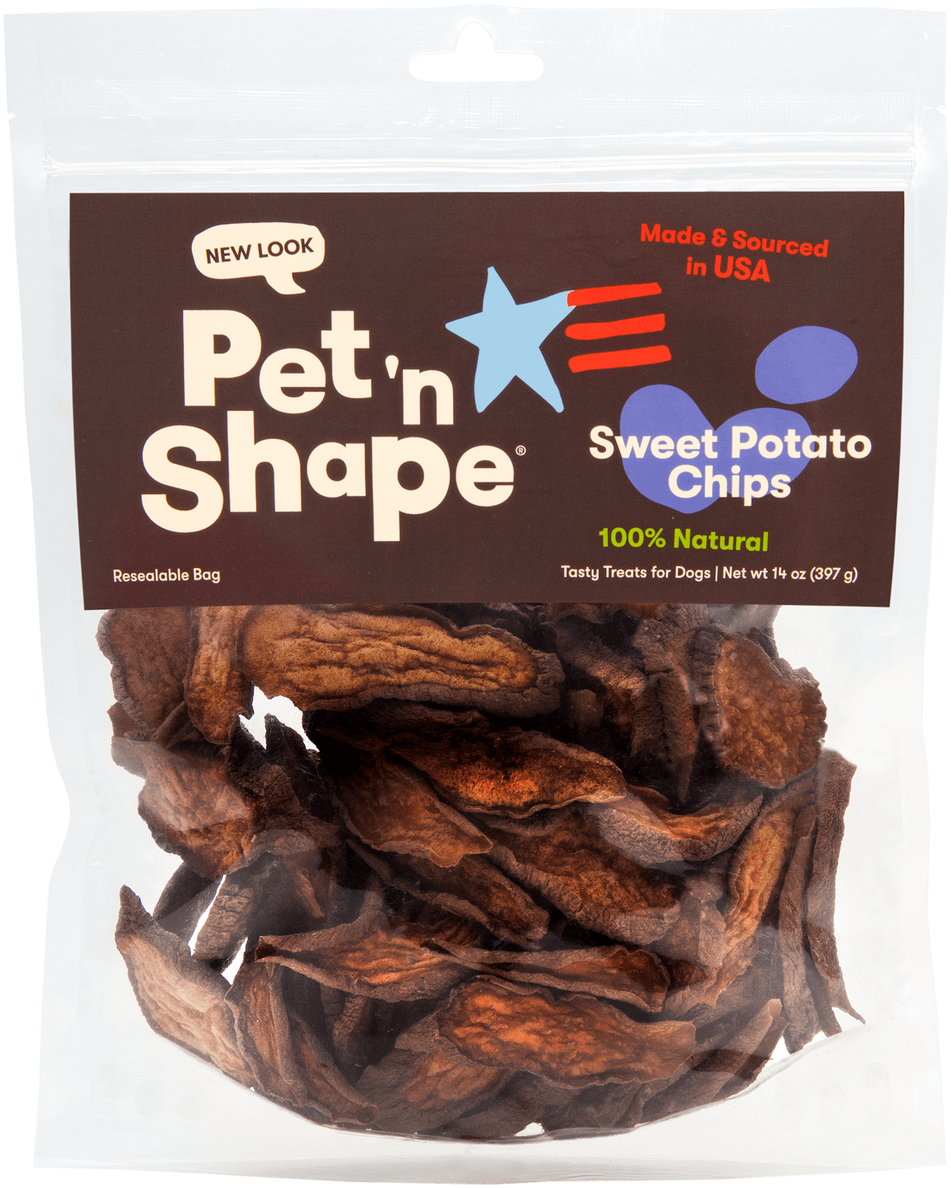 NEW LOOK
Pet 'n
Shape®
Made & Sourced
in USA
Sweet Potato
Chips
100% Natural
Resealable Bag
Tasty Treats for Dogs | Net wt 14 oz (397 g)